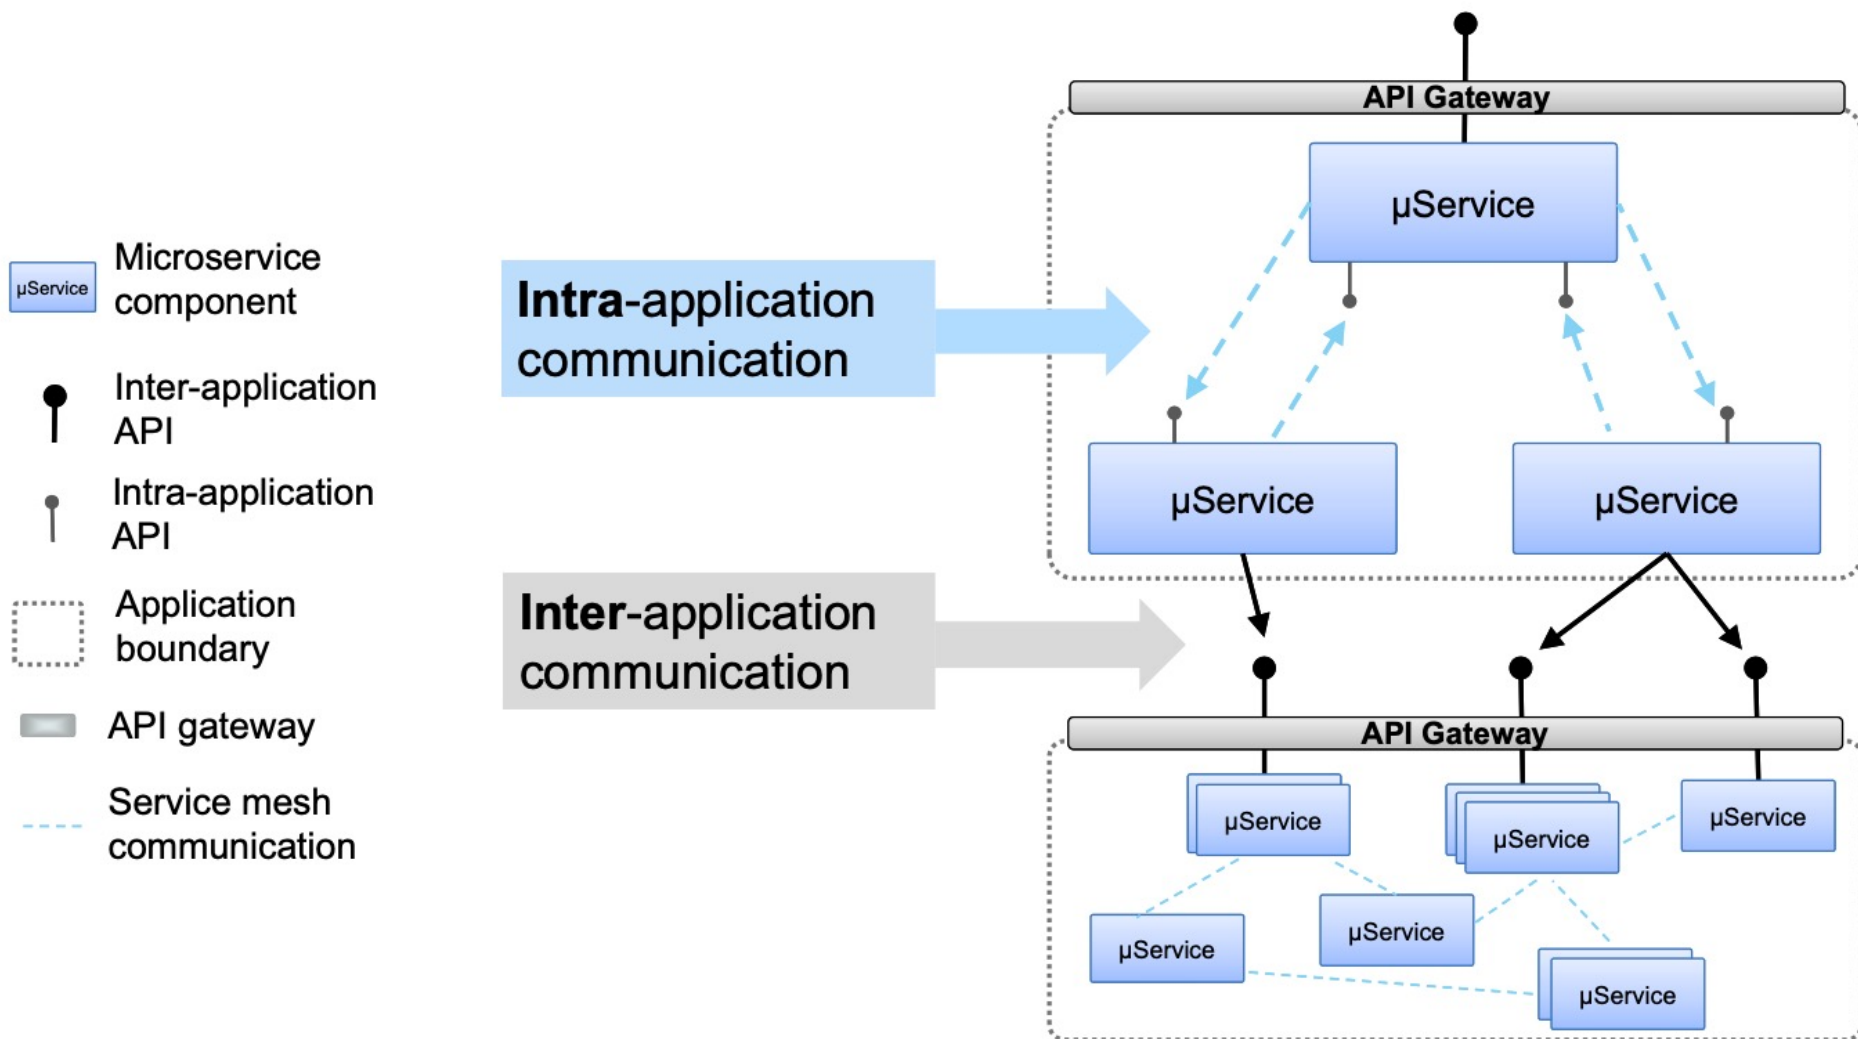 µService
Microservice
component
Inter-application
API
Intra-application
API
Application
boundary
API gateway
Service mesh
communication
Intra-application
communication
Inter-application
communication
API Gateway
µService
µService
µService
API Gateway
µService
µService
µService
µService
µService
µService